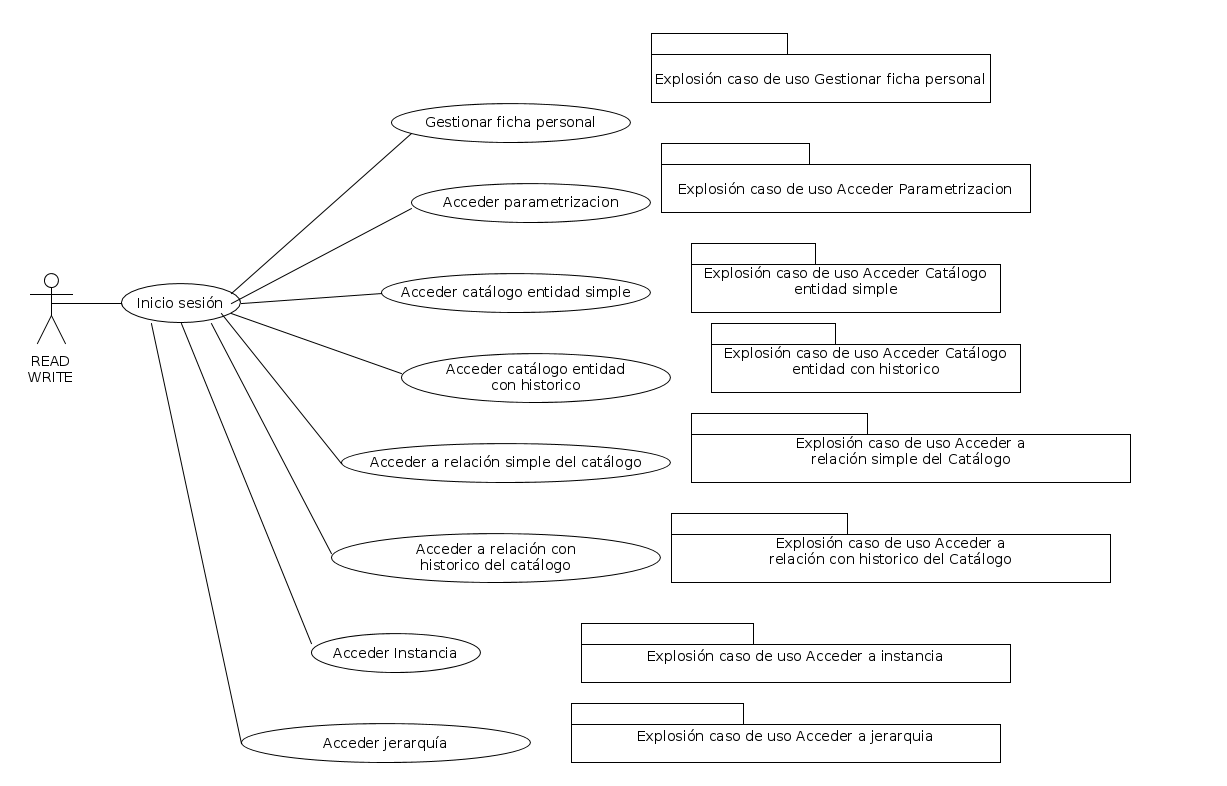 Explosión caso de uso Gestionar ficha personal
Gestionar ficha personal
Explosión caso de uso Acceder Parametrizacion
Acceder parametrizacion
Explosión caso de uso Acceder Catálogo
entidad simple
Acceder catálogo entidad simple
Inicio sesión
READ
WRITE
Explosión caso de uso Acceder Catálogo
entidad con historico
Acceder catálogo entidad
con historico
Explosión caso de uso Acceder a
relación simple del Catálogo
Acceder a relación simple del catálogo
Explosión caso de uso Acceder a
relación con historico del Catálogo
Acceder a relación con
historico del catálogo
Acceder Instancia
Explosión caso de uso Acceder a instancia
Acceder jerarquía
Explosión caso de uso Acceder a jerarquia